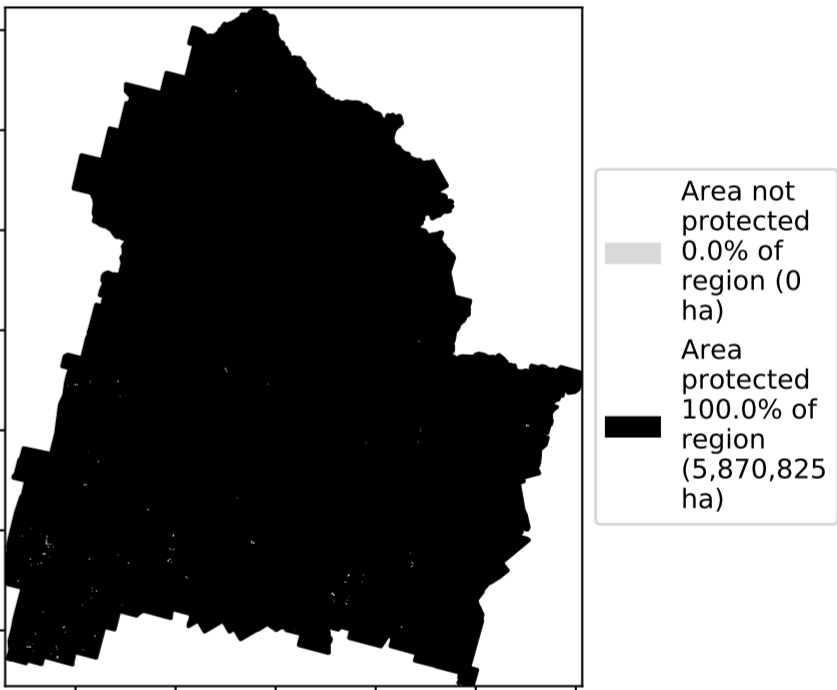 Area not
protected
0.0% of
region (0
ha)
Area
protected
100.0% of
region
(5,870,825
ha)